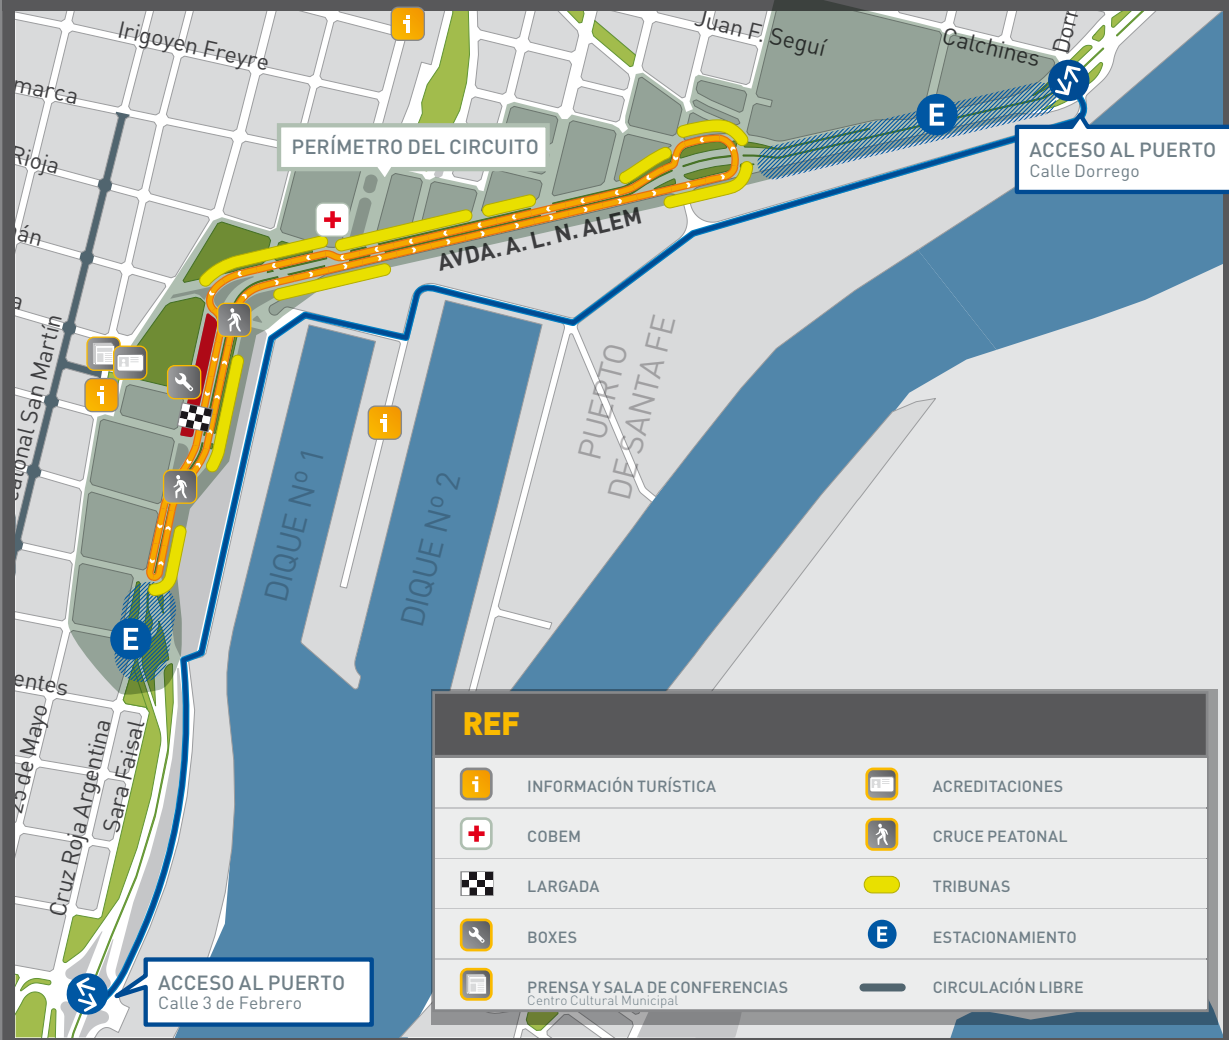 Irigoyen Freyre
Juan F. Seguí
Calchines
Dorr
marca
PERÍMETRO DEL CIRCUITO
ACCESO AL PUERTO
Calle Dorrego
Rioja
án
AVDA. A. L. N. ALEM
a
eatonal San Martín
PUERTO
DE SANTA FE
DIQUE Nº 1
DIQUE Nº 2
E
E
entes
25 de Mayo
Cruz Roja Argentina
Sara Faisal
ACCESO AL PUERTO
Calle 3 de Febrero
REF
INFORMACIÓN TURÍSTICA
COBEM
LARGADA
BOXES
PRENSA Y SALA DE CONFERENCIAS
Centro Cultural Municipal
ACREDITACIONES
CRUCE PEATONAL
TRIBUNAS
E ESTACIONAMIENTO
CIRCULACIÓN LIBRE